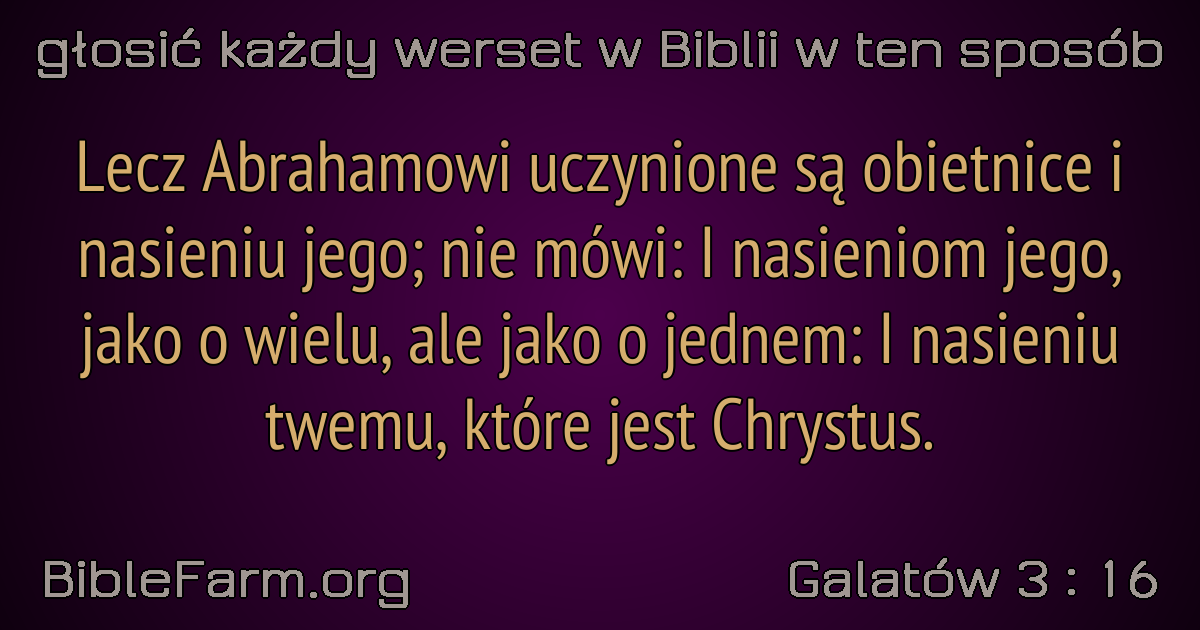 głosić każdy werset w Biblii w ten sposób
Lecz Abrahamowi uczynione są obietnice i
nasieniu jego; nie mówi: I nasieniom jego,
jako o wielu, ale jako o jednem: I nasieniu
twemu, które jest Chrystus.
BibleFarm.org
Galatów 3 : 16